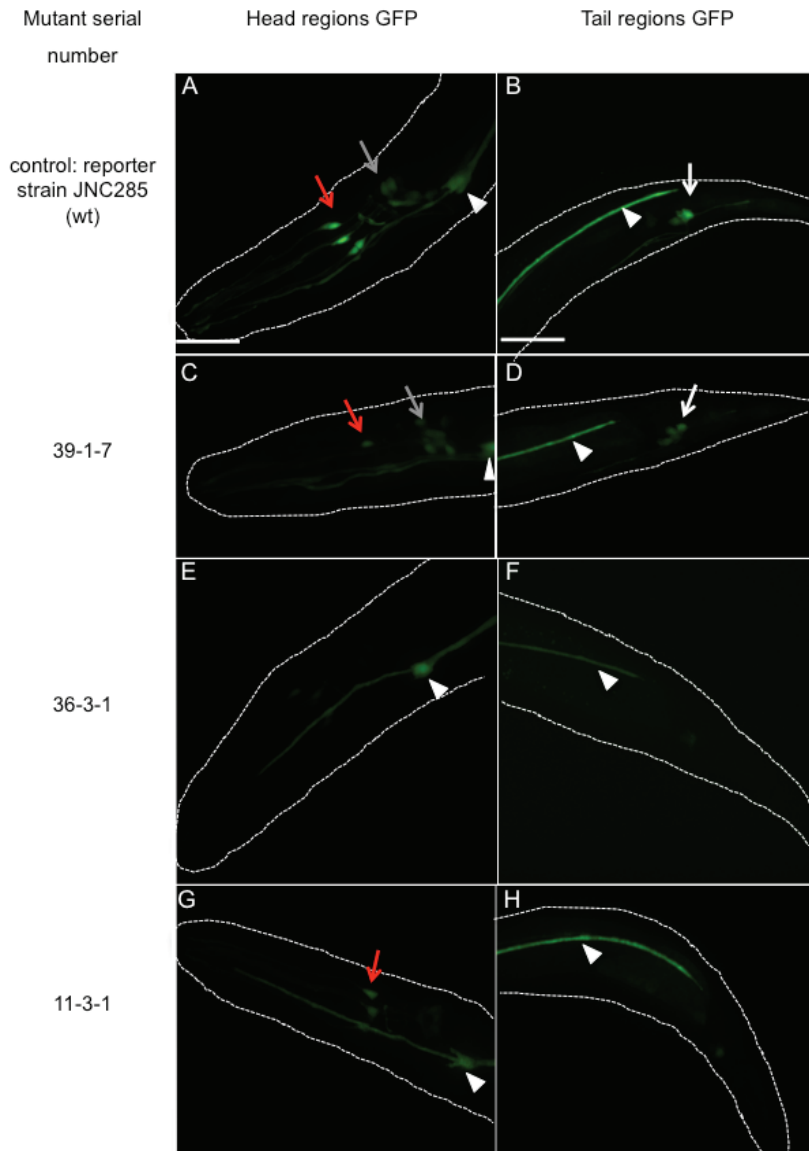 Mutant serial
number
Head regions GFP
Tail regions GFP
control: reporter
strain JNC285
(wt)
A
B
39-1-7
C
D
36-3-1
E
F
11-3-1
G
H